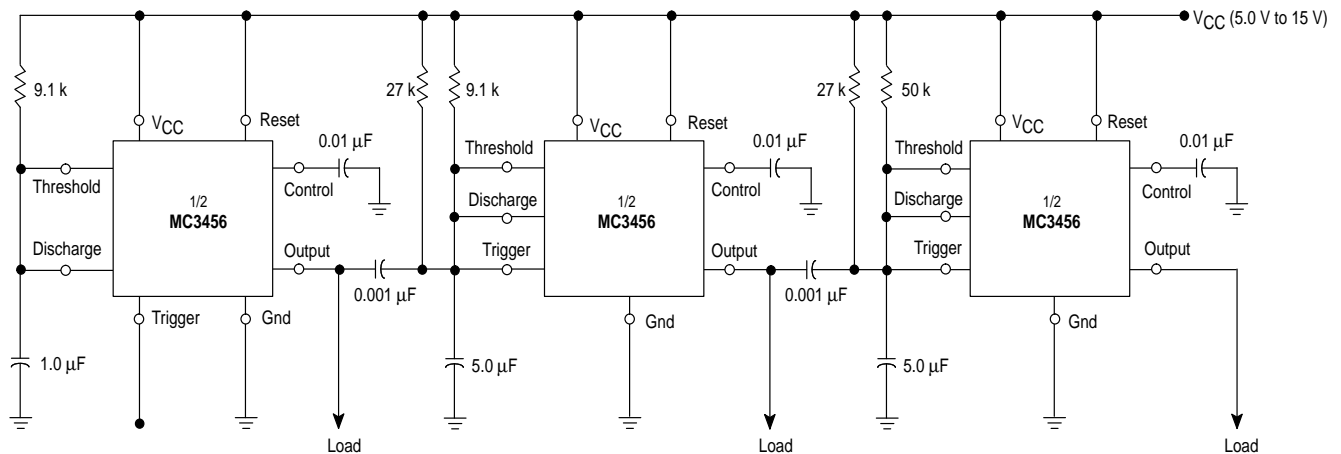 VCC (5.0 V to 15 V)
9.1 k
27 k
9.1 k
27 k
50 k
VCC
Reset
VCC
Reset
VCC
Reset
0.01 μF
0.01 μF
0.01 μF
Threshold
Control
Threshold
Control
Threshold
Control
1/2
MC3456
Discharge
1/2
MC3456
Discharge
1/2
MC3456
Discharge
Output
Trigger
Output
Trigger
Output
0.001 μF
0.001 μF
Trigger
Gnd
Gnd
Gnd
1.0 μF
5.0 μF
5.0 μF
Load
Load
Load